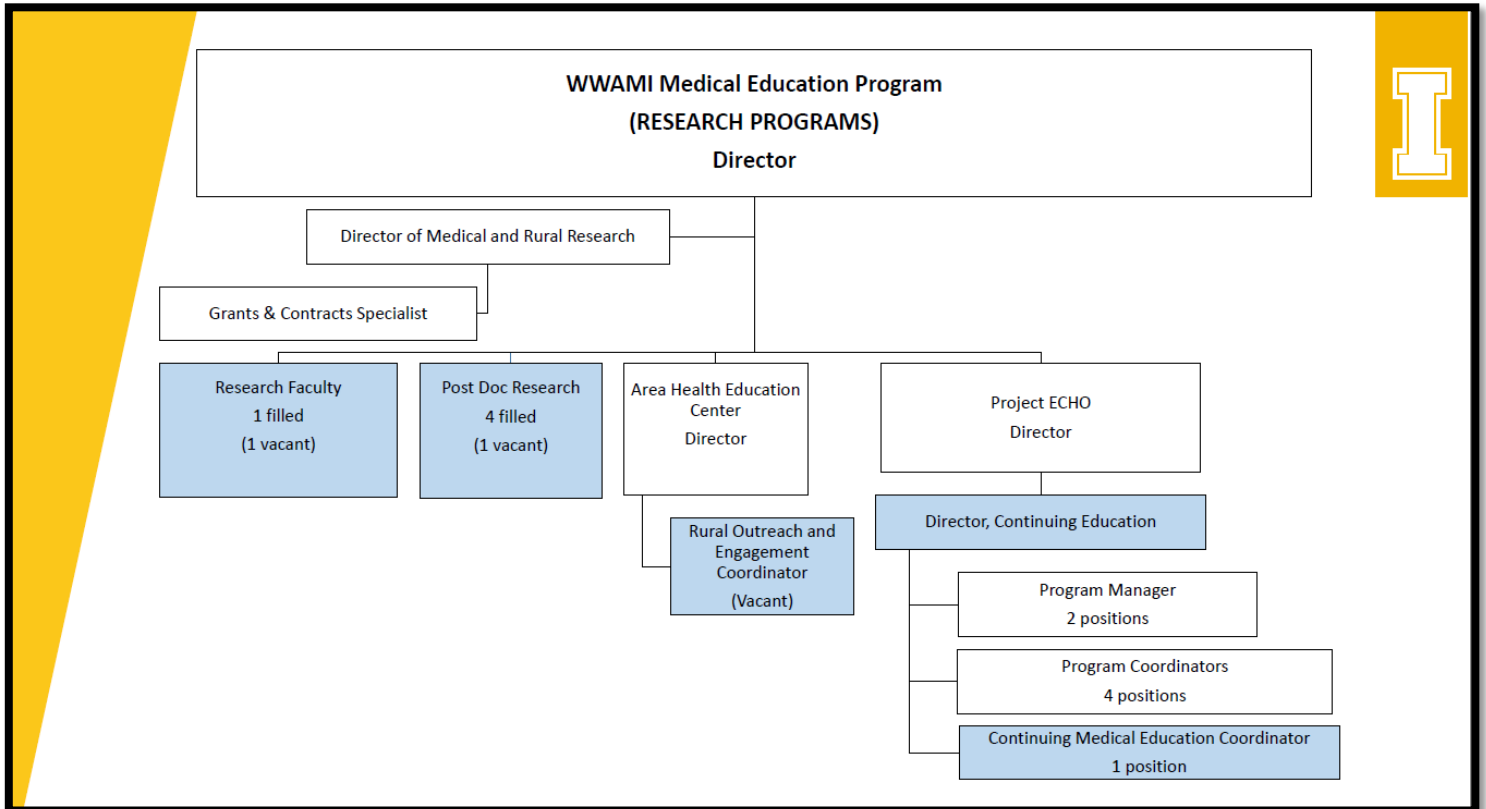 WWAMI Medical Education Program
(RESEARCH PROGRAMS)
Director
I
Director of Medical and Rural Research
Grants & Contracts Specialist
Research Faculty
1 filled
(1 vacant)
Post Doc Research
4 filled
(1 vacant)
Area Health Education
Center
Director
Project ECHO
Director
Rural Outreach and
Engagement
Coordinator
(Vacant)
Director, Continuing Education
Program Manager
2 positions
Program Coordinators
4 positions
Continuing Medical Education Coordinator
1 position